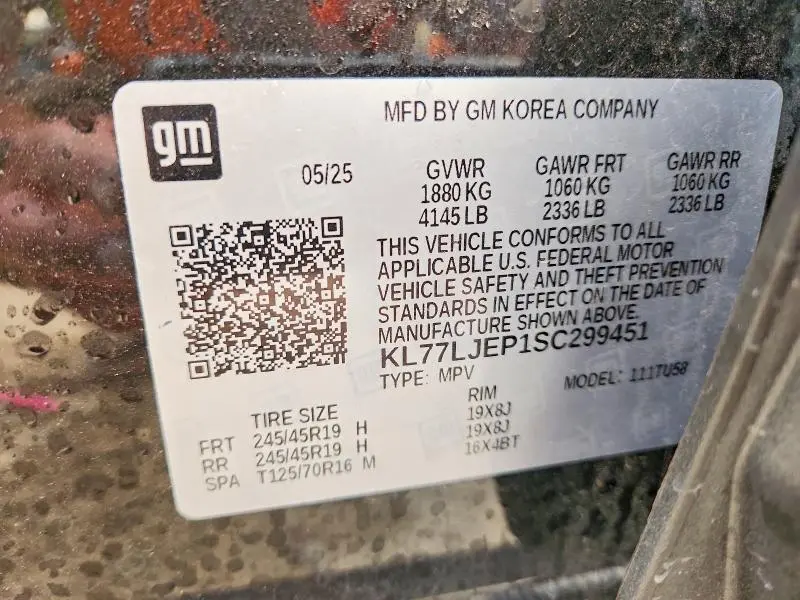 gm
MFD BY GM KOREA COMPANY
05/25
GVWR GAWR FRT GAWR RR
1880 KG 1060 KG 1060 KG
4145 LB 2336 LB 2336 LB
THIS VEHICLE CONFORMS TO ALL
APPLICABLE U.S. FEDERAL MOTOR
VEHICLE SAFETY AND THEFT PREVENTION
STANDARDS IN EFFECT ON THE DATE OF
MANUFACTURE SHOWN ABOVE.
KL77LJEP1SC299451
TYPE: MPV MODEL: 111TU58
TIRE SIZE RIM
FRT 245/45R19 H 19X8J
RR 245/45R19 H 19X8J
SPA T125/70R16 M 16X4BT